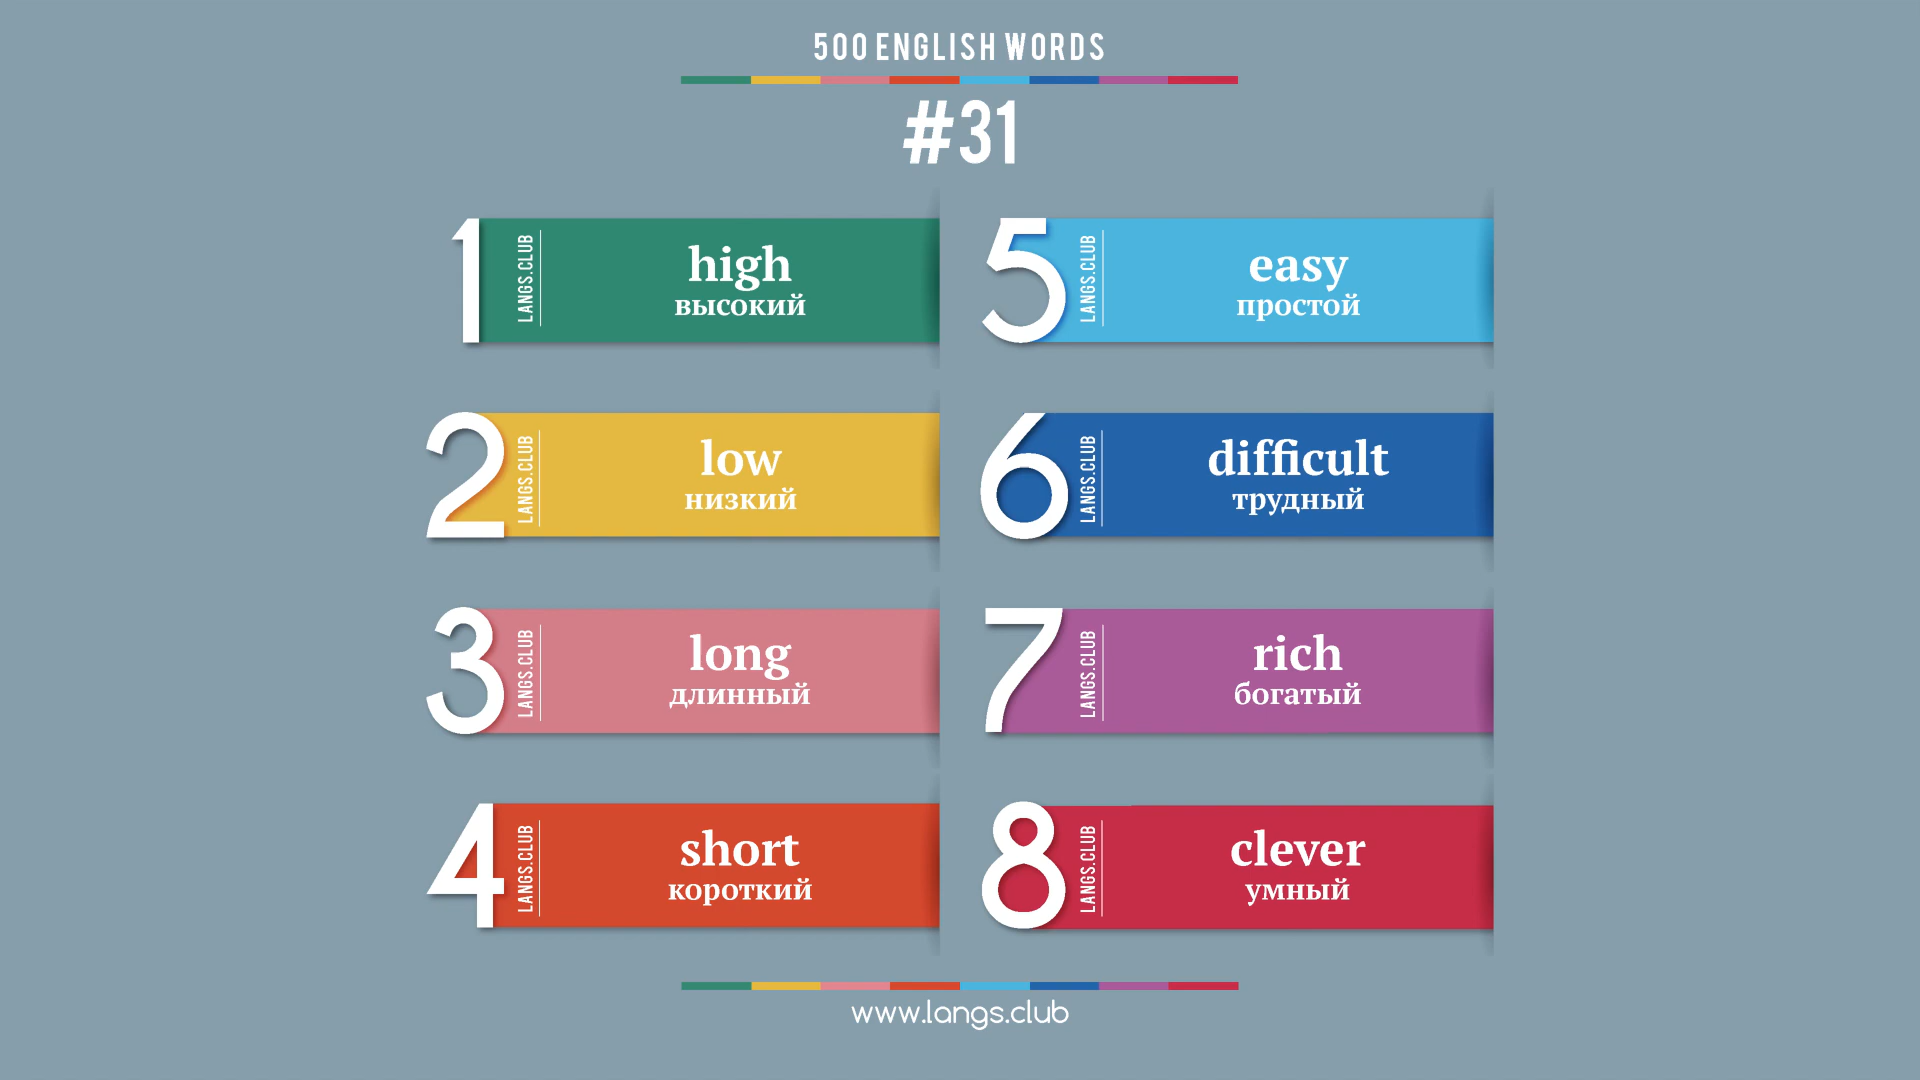 500 ENGLISH WORDS
#31
1
LANGS.CLUB
high
высокий
2
LANGS.CLUB
low
низкий
3
LANGS.CLUB
long
длинный
4
LANGS.CLUB
short
короткий
5
LANGS.CLUB
easy
простой
6
LANGS.CLUB
difficult
трудный
7
LANGS.CLUB
rich
богатый
8
LANGS.CLUB
clever
умный
www.langs.club